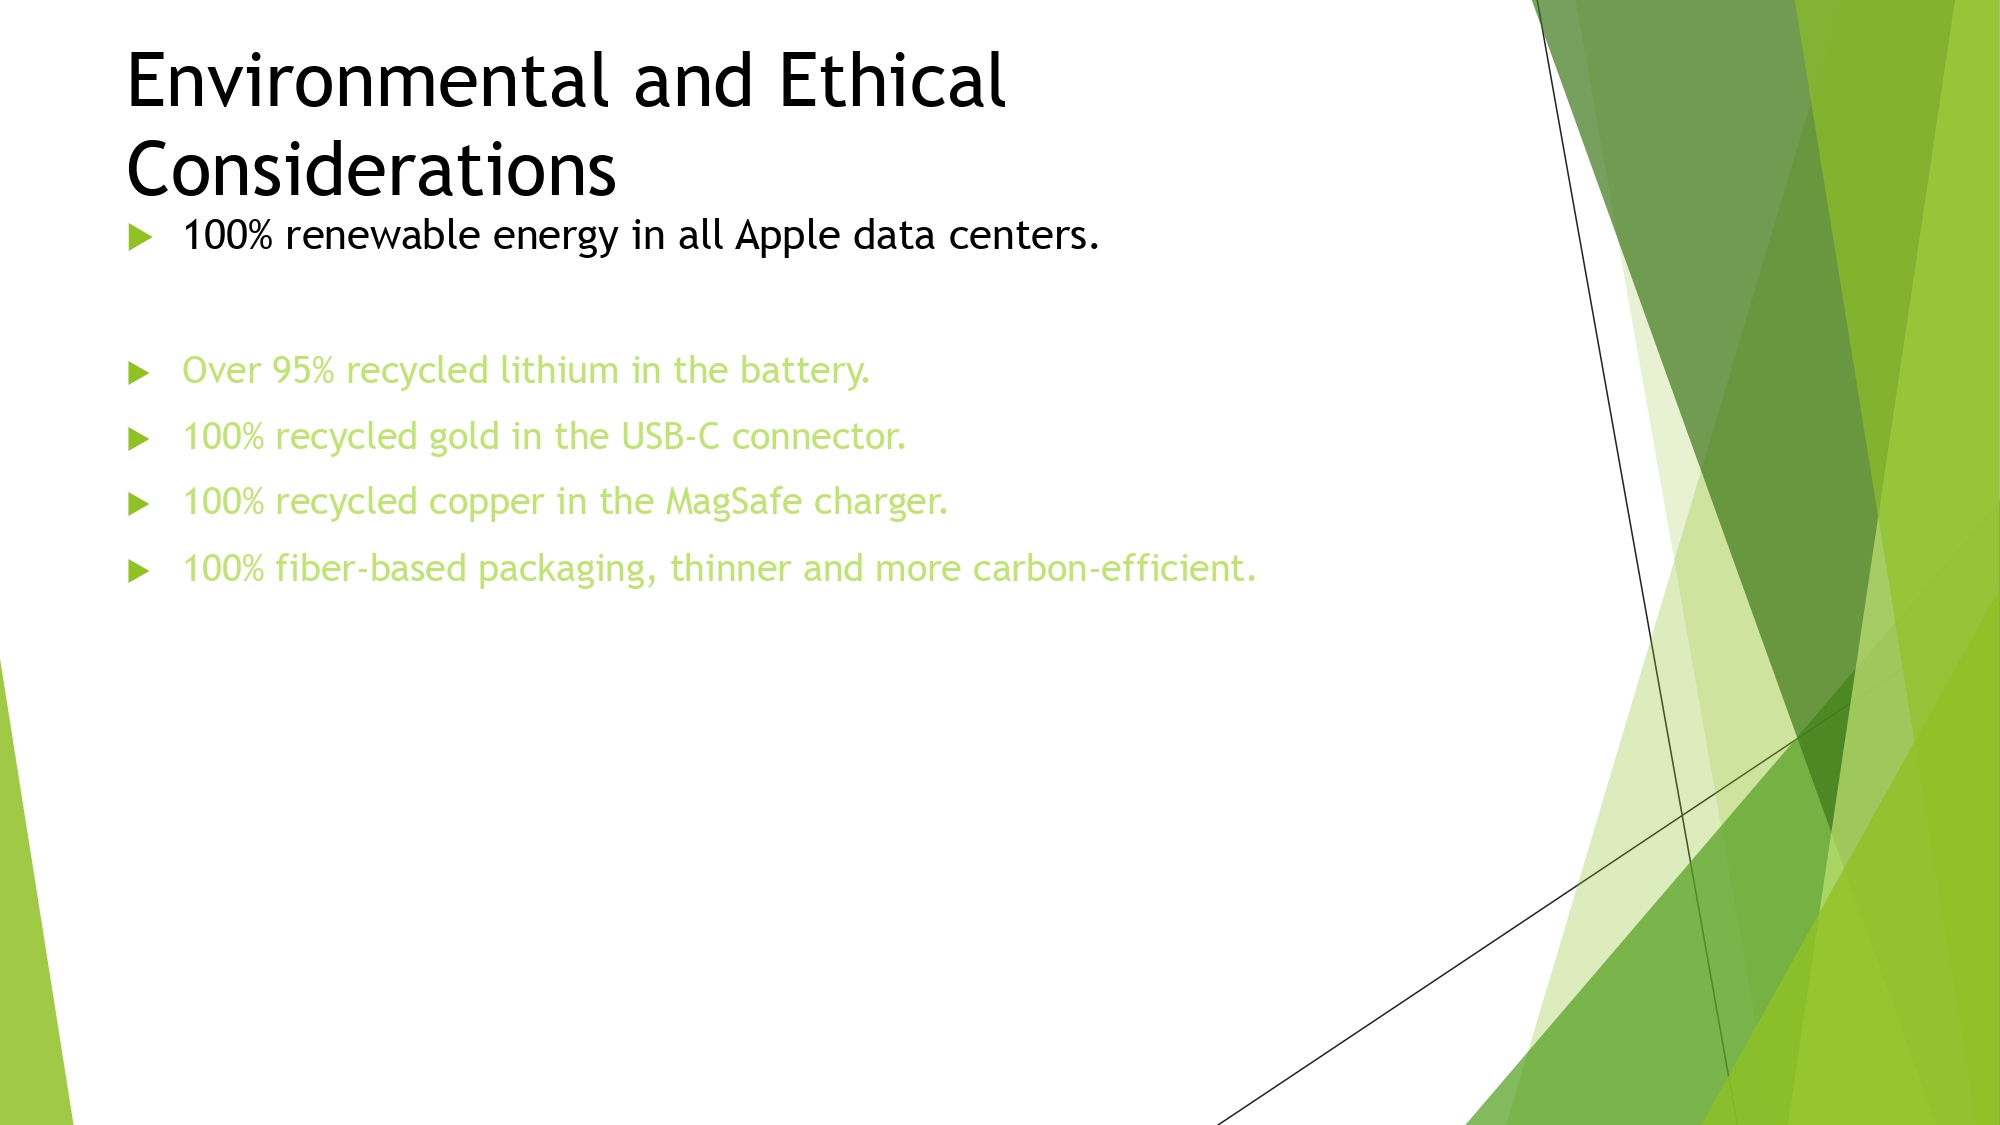 Environmental and Ethical
Considerations
100% renewable energy in all Apple data centers.
Over 95% recycled lithium in the battery.
100% recycled gold in the USB-C connector.
100% recycled copper in the MagSafe charger.
100% fiber-based packaging, thinner and more carbon-efficient.